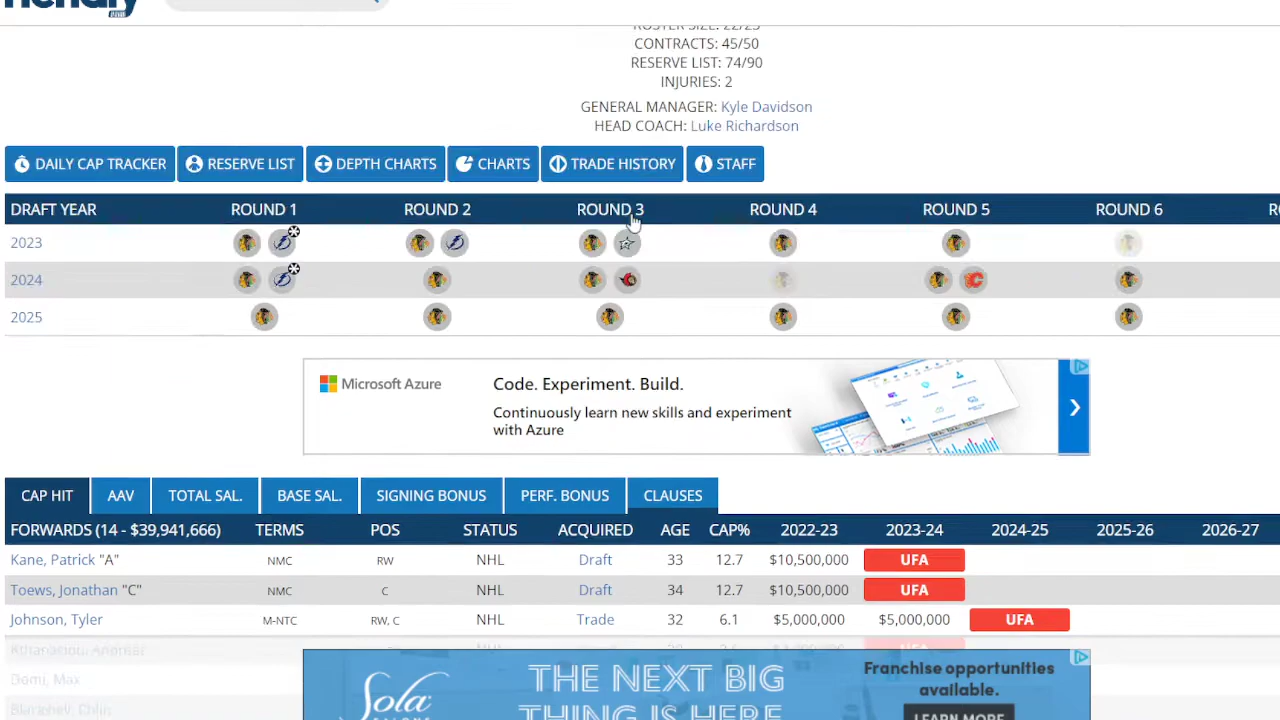 CONTRACTS: 45/50
RESERVE LIST: 74/90
INJURIES: 2
GENERAL MANAGER: Kyle Davidson
HEAD COACH: Luke Richardson
DAILY CAP TRACKER RESERVE LIST DEPTH CHARTS CHARTS TRADE HISTORY STAFF
DRAFT YEAR ROUND 1 ROUND 2 ROUND 3 ROUND 4 ROUND 5 ROUND 6
2023
2024
2025
Microsoft Azure
Code. Experiment. Build.
Continuously learn new skills and experiment
with Azure
CAP HIT AAV TOTAL SAL. BASE SAL. SIGNING BONUS PERF. BONUS CLAUSES
FORWARDS (14 - $39,941,666) TERMS POS STATUS ACQUIRED AGE CAP% 2022-23 2023-24 2024-25 2025-26 2026-27
Kane, Patrick "A" NMC RW NHL Draft 33 12.7 $10,500,000 UFA
Toews, Jonathan "C" NMC C NHL Draft 34 12.7 $10,500,000 UFA
Johnson, Tyler M-NTC RW, C NHL Trade 32 6.1 $5,000,000 $5,000,000 UFA
Domi, Max
Sola
THE NEXT BIG
THING IS HERE
Franchise opportunities
available.
LEARN MORE